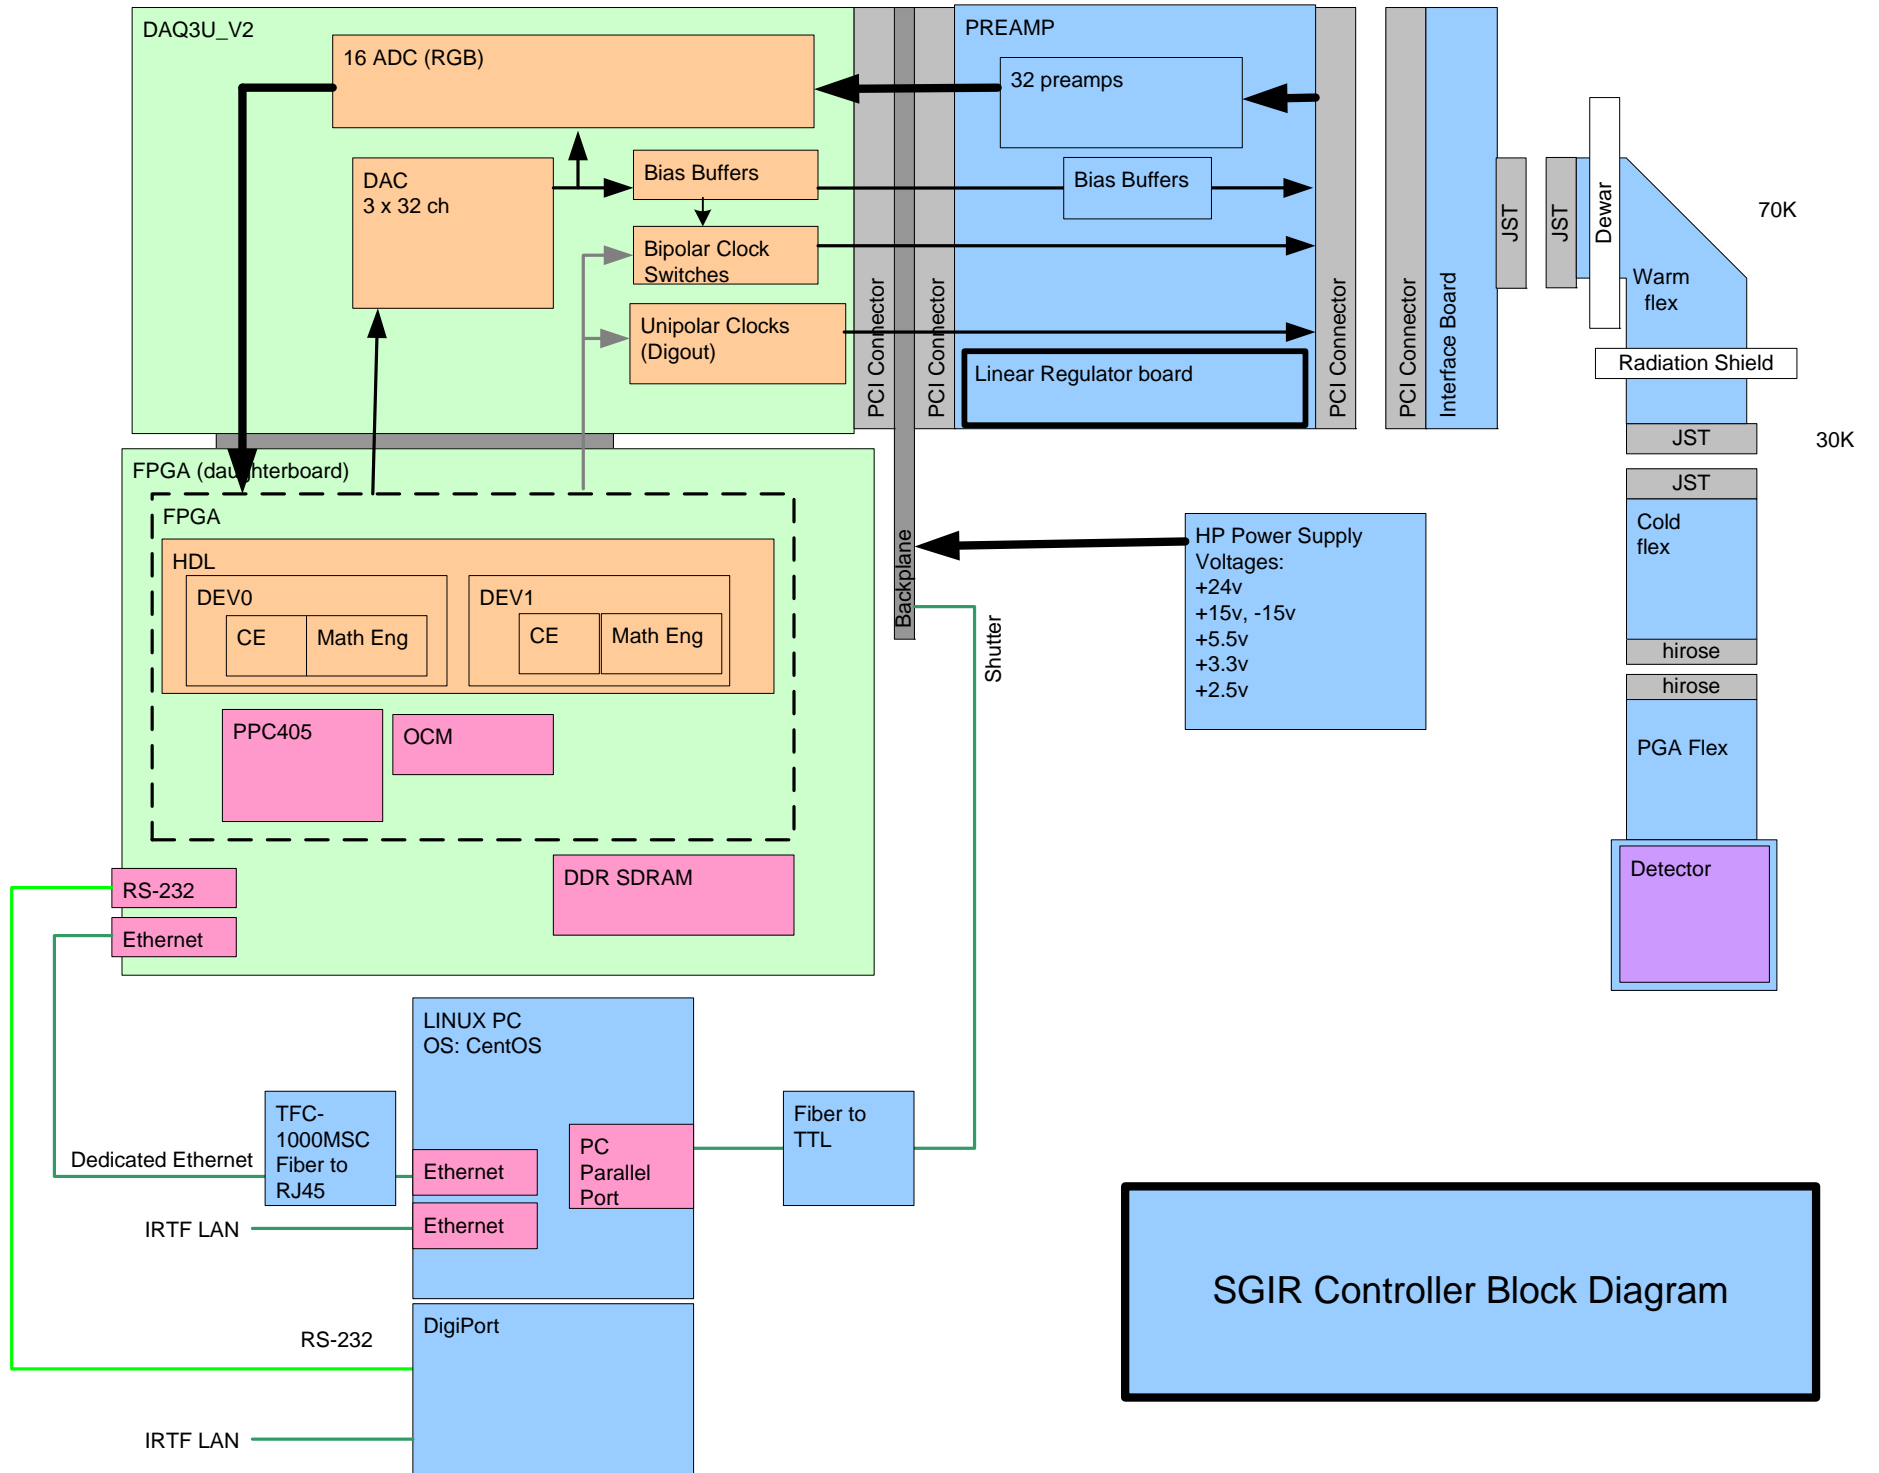 DAQ3U_V2
16 ADC (RGB)
DAC
3 x 32 ch
Bias Buffers
Bipolar Clock
Switches
Unipolar Clocks
(Digout)
PCI Connector
PCI Connector
Backplane
PREAMP
32 preamps
Bias Buffers
Linear Regulator board
PCI Connector
PCI Connector
Interface Board
JST
JST
Dewar
70K
Warm
flex
Radiation Shield
JST
30K
JST
Cold
flex
hirose
hirose
PGA Flex
Detector
FPGA (daughterboard)
FPGA
HDL
DEV0
CE
Math Eng
DEV1
CE
Math Eng
PPC405
OCM
DDR SDRAM
RS-232
Ethernet
HP Power Supply
Voltages:
+24v
+15v, -15v
+5.5v
+3.3v
+2.5v
Shutter
LINUX PC
OS: CentOS
TFC-
1000MSC
Fiber to
RJ45
Dedicated Ethernet
Ethernet
PC
Parallel
Port
Fiber to
TTL
Ethernet
IRTF LAN
DigiPort
RS-232
IRTF LAN
SGIR Controller Block Diagram